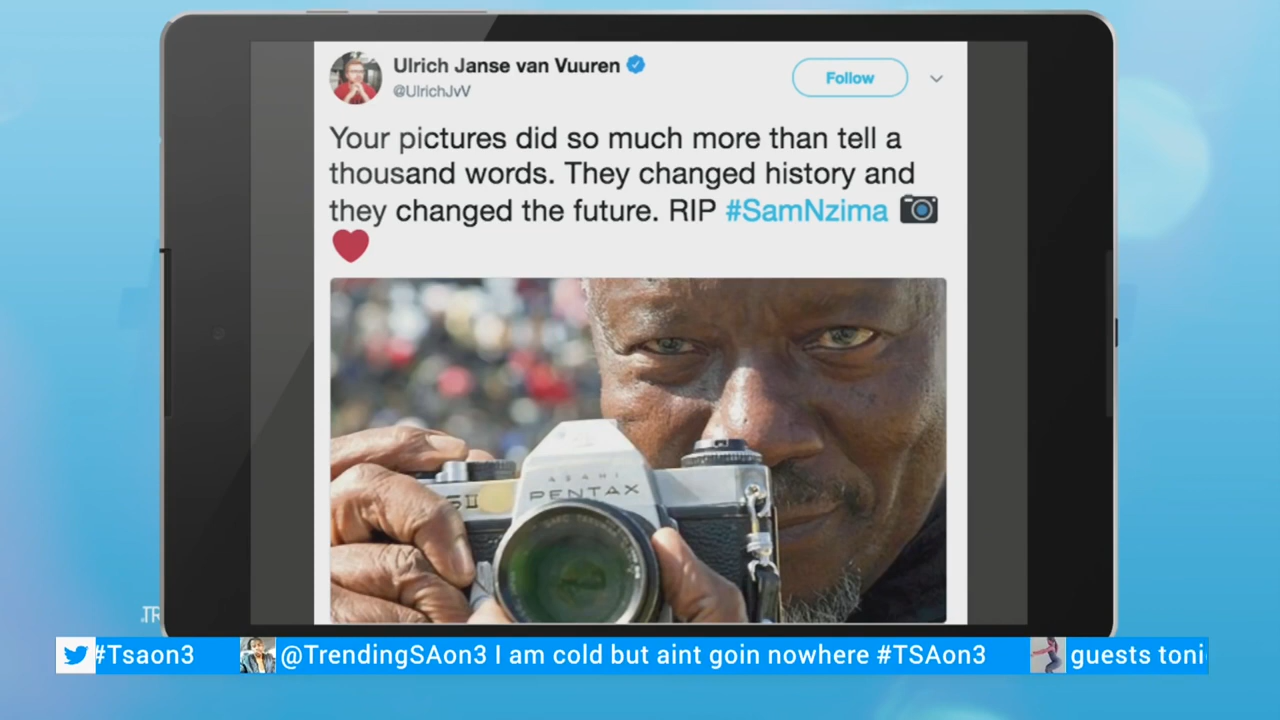 Ulrich Janse van Vuuren
@UlrichJvV
Follow
Your pictures did so much more than tell a
thousand words. They changed history and
they changed the future. RIP #SamNzima
ASAHI
PENTAX
SII
#Tsaon3
@TrendingSAon3 I am cold but aint goin nowhere #TSAon3
guests